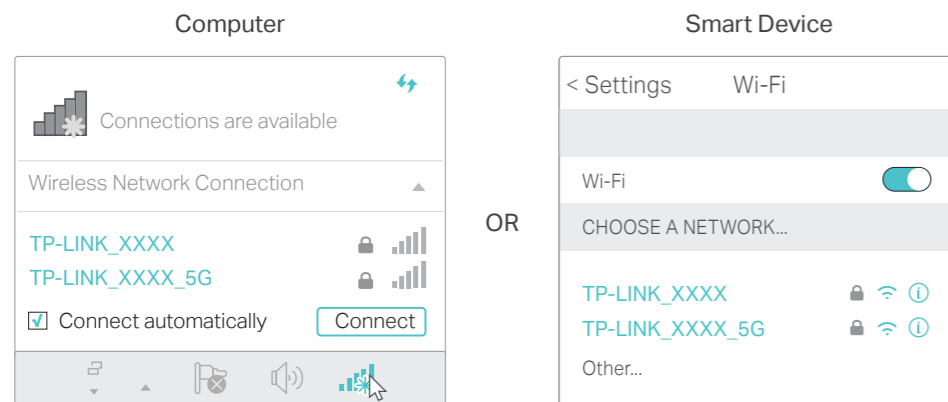 Computer
Connections are available
Wireless Network Connection
TP-LINK_XXXX
TP-LINK_XXXX_5G
Connect automatically
Connect
OR
Smart Device
< Settings Wi-Fi
Wi-Fi
CHOOSE A NETWORK...
TP-LINK_XXXX
TP-LINK_XXXX_5G
Other...